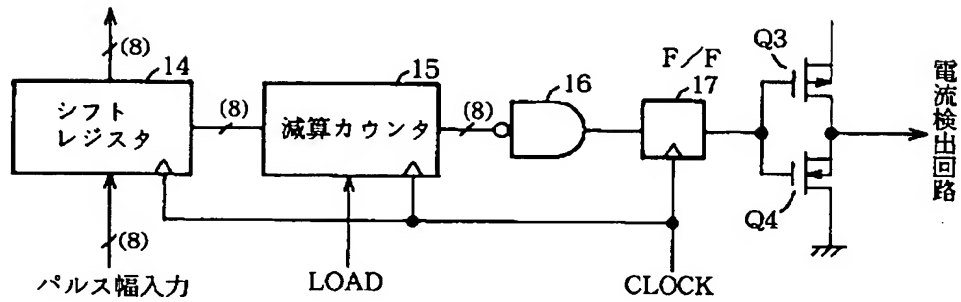 (8)
14
シフト
レジスタ
(8)
15
減算カウンタ
(8)
16
F/F
17
Q3
Q4
電流検出回路
(8)
パルス幅入力
LOAD
CLOCK